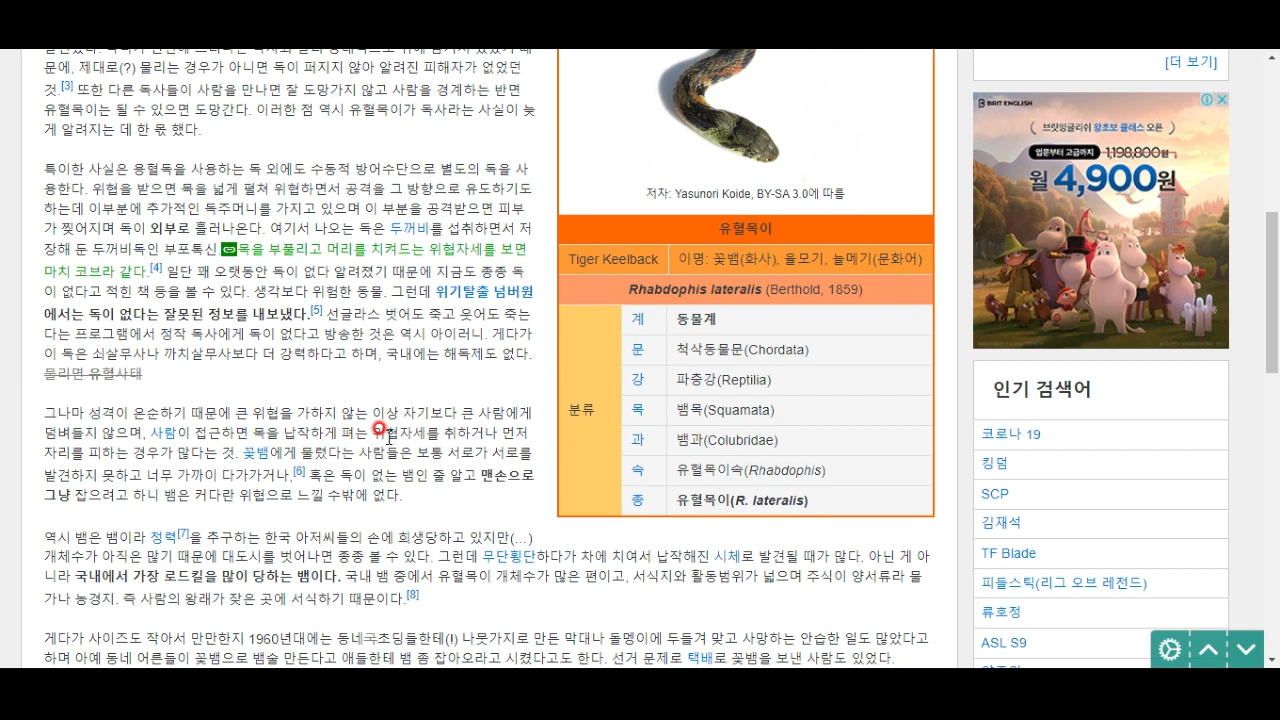 문에, 제대로(?) 물리는 경우가 아니면 독이 퍼지지 않아 알려진 피해자가 없었던
것.[3] 또한 다른 독사들이 사람을 만나면 잘 도망가지 않고 사람을 경계하는 반면
유혈목이는 될 수 있으면 도망간다. 이러한 점 역시 유혈목이가 독사라는 사실이 늦
게 알려지는 데 한 몫 했다.
특이한 사실은 용혈독을 사용하는 독 외에도 수동적 방어수단으로 별도의 독을 사
용한다. 위협을 받으면 목을 넓게 펼쳐 위협하면서 공격을 그 방향으로 유도하기도
하는데 이부분에 추가적인 독주머니를 가지고 있으며 이 부분을 공격받으면 피부
가 찢어지며 독이 외부로 흘러나온다. 여기서 나오는 독은 두꺼비를 섭취하면서 저
장해 둔 두꺼비독인 부포톡신.목을 부풀리고 머리를 치켜드는 위협자세를 보면
마치 코브라 같다.[4] 일단 꽤 오랫동안 독이 없다 알려졌기 때문에 지금도 종종 독
이 없다고 적힌 책 등을 볼 수 있다. 생각보다 위험한 동물. 그런데 위기탈출 넘버원
에서는 독이 없다는 잘못된 정보를 내보냈다.[5] 선글라스 벗어도 죽고 웃어도 죽는
다는 프로그램에서 정작 독사에게 독이 없다고 방송한 것은 역시 아이러니. 게다가
이 독은 쇠살무사나 까치살무사보다 더 강력하다고 하며, 국내에는 해독제도 없다.
물리면 유혈사태
그나마 성격이 온순하기 때문에 큰 위협을 가하지 않는 이상 자기보다 큰 사람에게
덤벼들지 않으며, 사람이 접근하면 목을 납작하게 펴는 위협자세를 취하거나 먼저
자리를 피하는 경우가 많다는 것. 꽃뱀에게 물렸다는 사람들은 보통 서로가 서로를
발견하지 못하고 너무 가까이 다가가거나,[6] 혹은 독이 없는 뱀인 줄 알고 맨손으로
그냥 잡으려고 하니 뱀은 커다란 위협으로 느낄 수밖에 없다.
역시 뱀은 뱀이라 정력[7]을 추구하는 한국 아저씨들의 손에 희생당하고 있지만(...)
개체수가 아직은 많기 때문에 대도시를 벗어나면 종종 볼 수 있다. 그런데 무단횡단하다가 차에 치여서 납작해진 시체로 발견될 때가 많다. 아닌 게 아
니라 국내에서 가장 로드킬을 많이 당하는 뱀이다. 국내 뱀 중에서 유혈목이 개체수가 많은 편이고, 서식지와 활동범위가 넓으며 주식이 양서류라 물
가나 농경지. 즉 사람의 왕래가 잦은 곳에 서식하기 때문이다.[8]
게다가 사이즈도 작아서 만만한지 1960년대에는 동네국초딩들한테(!) 나뭇가지로 만든 막대나 돌멩이에 두들겨 맞고 사망하는 안습한 일도 많았다고
하며 아예 동네 어른들이 꽃뱀으로 뱀술 만든다고 애들한테 뱀 좀 잡아오라고 시켰다고도 한다. 선거 문제로 택배로 꽃뱀을 보낸 사람도 있었다.
저자: Yasunori Koide, BY-SA 3.0에 따름
유혈목이
Tiger Keelback 이명: 꽃뱀(화사), 율모기, 늘메기(문화어)
Rhabdophis lateralis (Berthold, 1859)
분류
계 동물계
문 척삭동물문(Chordata)
강 파충강(Reptilia)
목 뱀목(Squamata)
과 뱀과(Colubridae)
속 유혈목이속(Rhabdophis)
종 유혈목이(R. lateralis)
[더 보기]
BRIT ENGLISH
브릿잉글리쉬 왕초보 클래스 오픈
입문부터 고급까지 1,198,800원
월 4,900원
인기 검색어
코로나 19
킹덤
SCP
김재석
TF Blade
피들스틱(리그 오브 레전드)
류호정
ASL S9